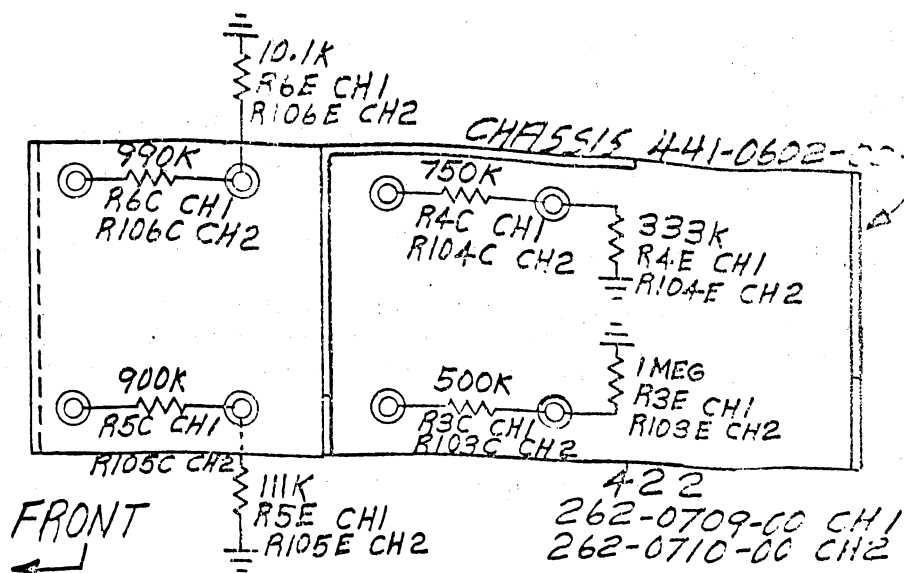 10.1K
R6E CH1
R106E CH2
CHASSIS 441-0602-
990K
R6C CH1
R106C CH2
750K
R4C CH1
R104C CH2
333K
R4E CH1
R104E CH2
900K
R5C CH1
R105C CH2
500K
R3C CH1
R103C CH2
1MEG
R3E CH1
R103E CH2
111K
R5E CH1
R105E CH2
FRONT
422
262-0709-00 CH1
262-0710-00 CH2